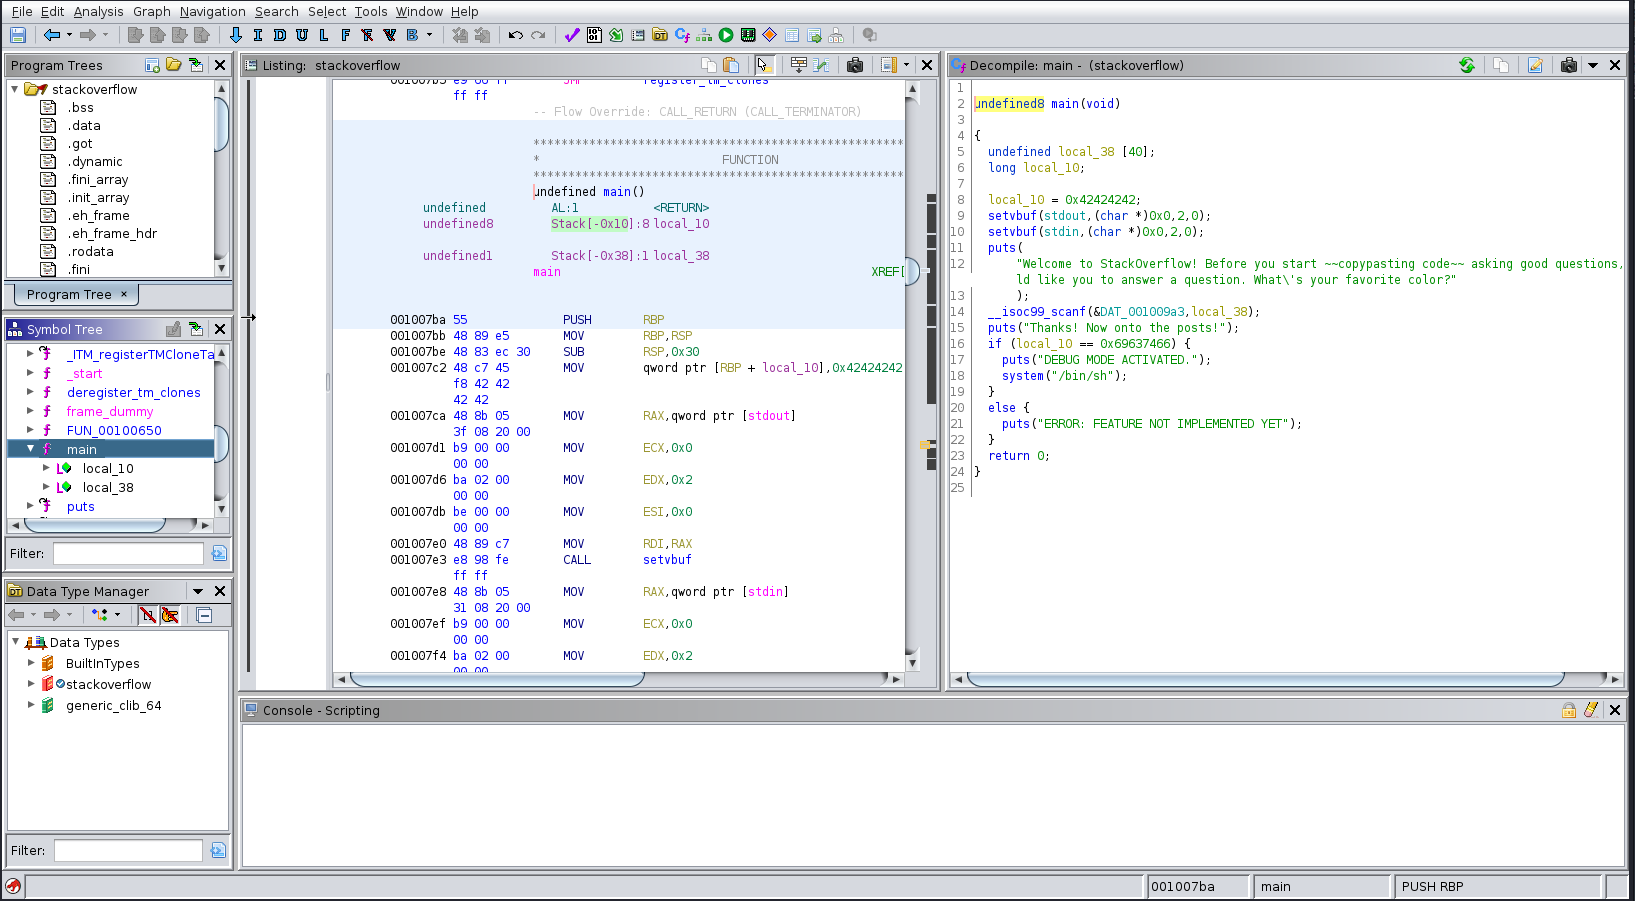 File Edit Analysis Graph Navigation Search Select Tools Window Help
I D U L F F V B
Program Trees
stackoverflow
.bss
.data
.got
.dynamic
.fini_array
.init_array
.eh_frame
.eh_frame_hdr
.rodata
.fini
Program Tree ×
Symbol Tree
_ITM_registerTMCloneTa
_start
deregister_tm_clones
frame_dummy
FUN_00100650
main
local_10
local_38
puts
Filter:
Data Type Manager
Data Types
BuiltInTypes
stackoverflow
generic_clib_64
Filter:
Listing: stackoverflow
ff ff
-- Flow Override: CALL_RETURN (CALL_TERMINATOR)
*****************************************************
* FUNCTION
*****************************************************
undefined main()
undefined AL:1 <RETURN>
undefined8 Stack[-0x10]:8 local_10
undefined1 Stack[-0x38]:1 local_38
main XREF[
001007ba 55 PUSH RBP
001007bb 48 89 e5 MOV RBP,RSP
001007be 48 83 ec 30 SUB RSP,0x30
001007c2 48 c7 45 MOV qword ptr [RBP + local_10],0x42424242
f8 42 42
42 42
001007ca 48 8b 05 MOV RAX,qword ptr [stdout]
3f 08 20 00
001007d1 b9 00 00 MOV ECX,0x0
00 00
001007d6 ba 02 00 MOV EDX,0x2
00 00
001007db be 00 00 MOV ESI,0x0
00 00
001007e0 48 89 c7 MOV RDI,RAX
001007e3 e8 98 fe CALL setvbuf
ff ff
001007e8 48 8b 05 MOV RAX,qword ptr [stdin]
31 08 20 00
001007ef b9 00 00 MOV ECX,0x0
00 00
001007f4 ba 02 00 MOV EDX,0x2
00 00
Decompile: main - (stackoverflow)
1
2 undefined8 main(void)
3
4 {
5 undefined local_38 [40];
6 long local_10;
7
8 local_10 = 0x42424242;
9 setvbuf(stdout,(char *)0x0,2,0);
10 setvbuf(stdin,(char *)0x0,2,0);
11 puts(
12 "Welcome to StackOverflow! Before you start ~~copypasting code~~ asking good questions,
ld like you to answer a question. What\'s your favorite color?"
13 );
14 __isoc99_scanf(&DAT_001009a3,local_38);
15 puts("Thanks! Now onto the posts!");
16 if (local_10 == 0x69637466) {
17 puts("DEBUG MODE ACTIVATED.");
18 system("/bin/sh");
19 }
20 else {
21 puts("ERROR: FEATURE NOT IMPLEMENTED YET");
22 }
23 return 0;
24 }
25
Console - Scripting
001007ba main PUSH RBP